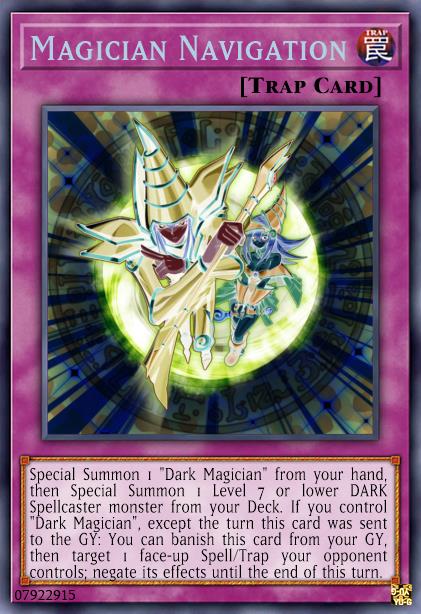 Magician Navigation
TRAP
罠
[Trap Card]
Special Summon 1 "Dark Magician" from your hand,
then Special Summon 1 Level 7 or lower DARK
Spellcaster monster from your Deck. If you control
"Dark Magician", except the turn this card was sent
to the GY: You can banish this card from your GY,
then target 1 face-up Spell/Trap your opponent
controls; negate its effects until the end of this turn.
07922915